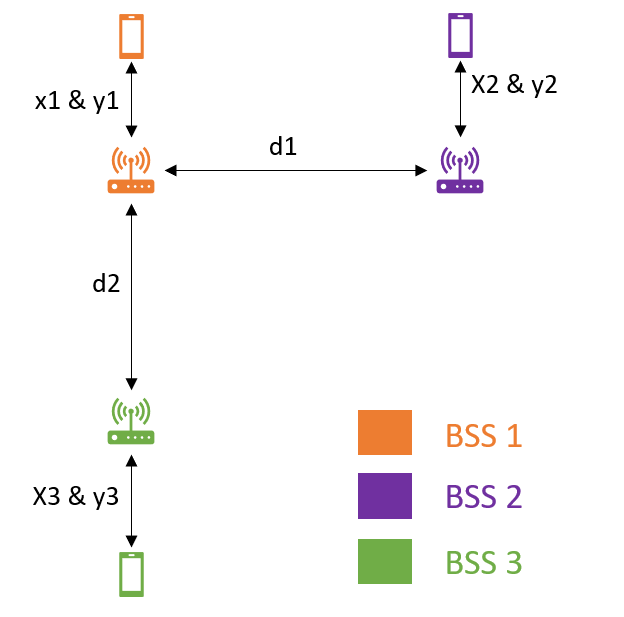 x1 & y1
X2 & y2
d1
d2
X3 & y3
BSS 1
BSS 2
BSS 3